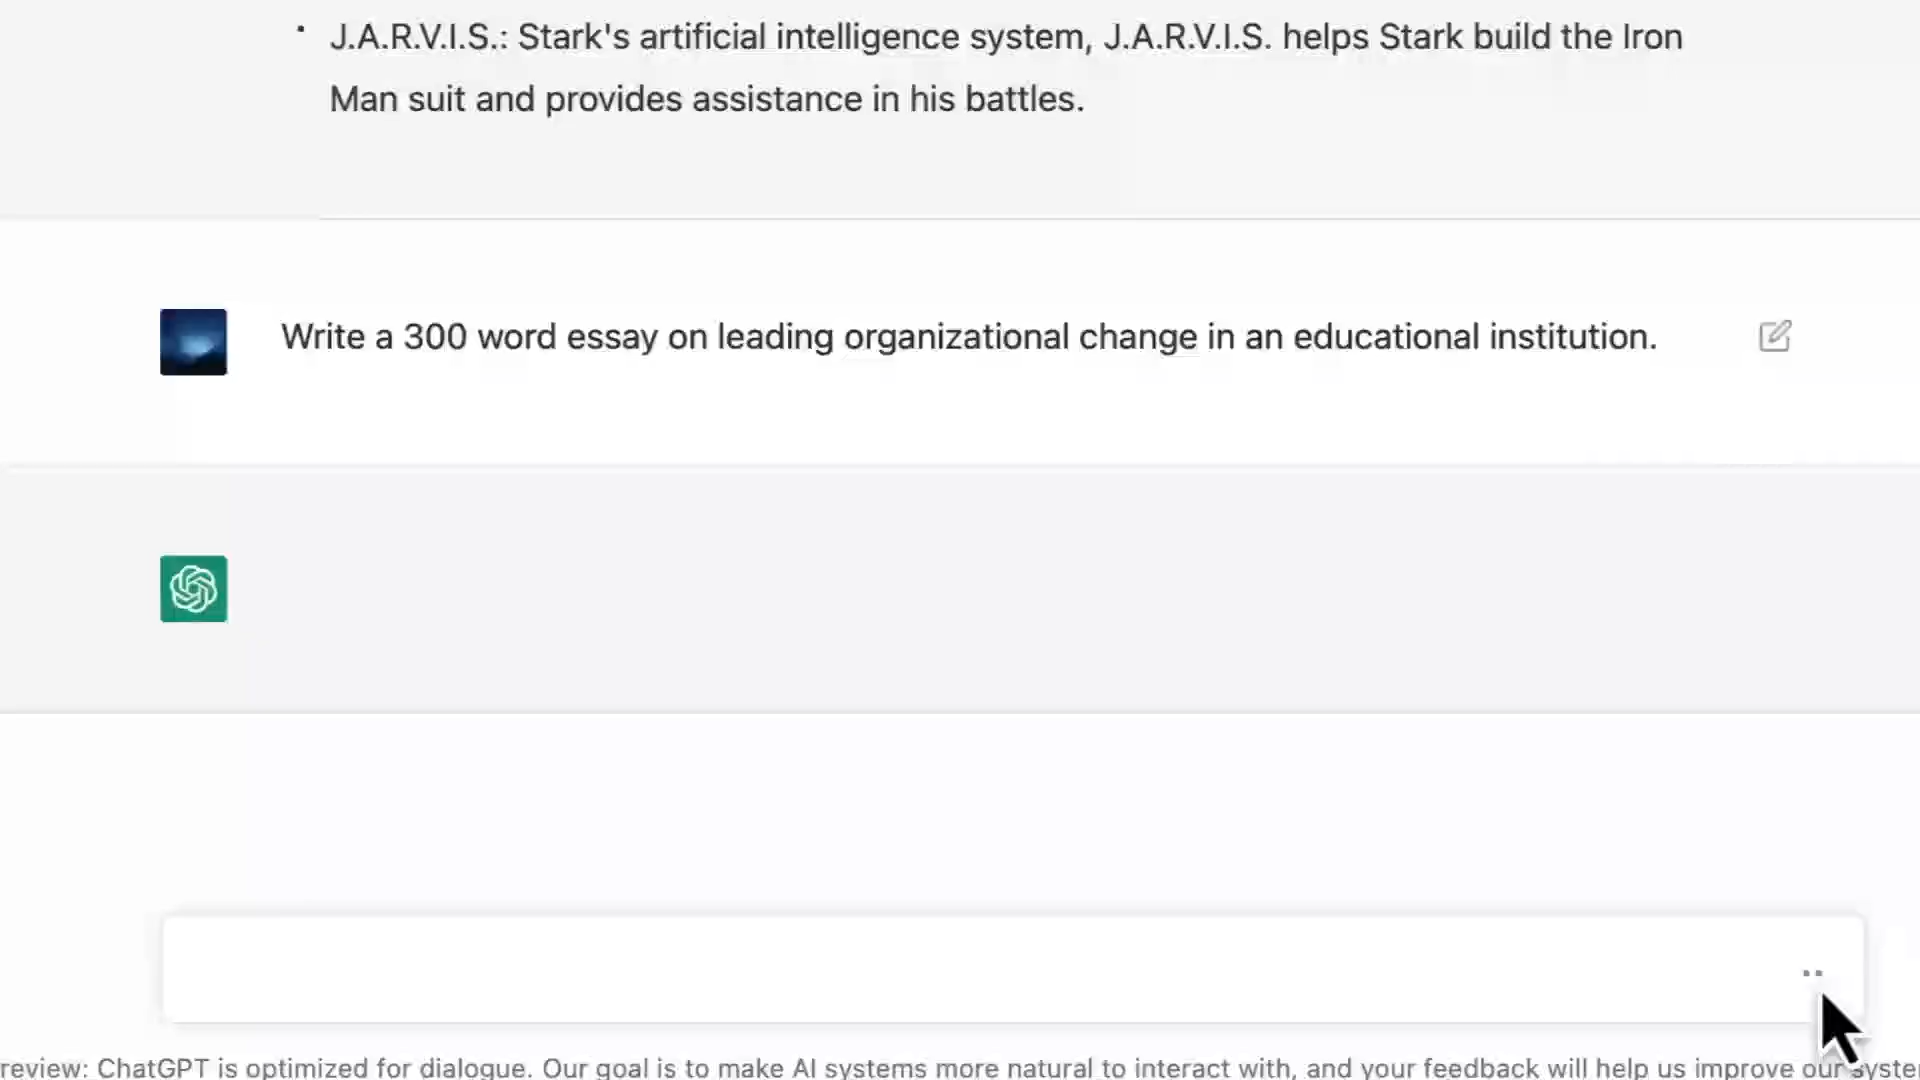 J.A.R.V.I.S.: Stark's artificial intelligence system, J.A.R.V.I.S. helps Stark build the Iron
Man suit and provides assistance in his battles.
Write a 300 word essay on leading organizational change in an educational institution.
review: ChatGPT is optimized for dialogue. Our goal is to make AI systems more natural to interact with, and your feedback will help us improve our syste